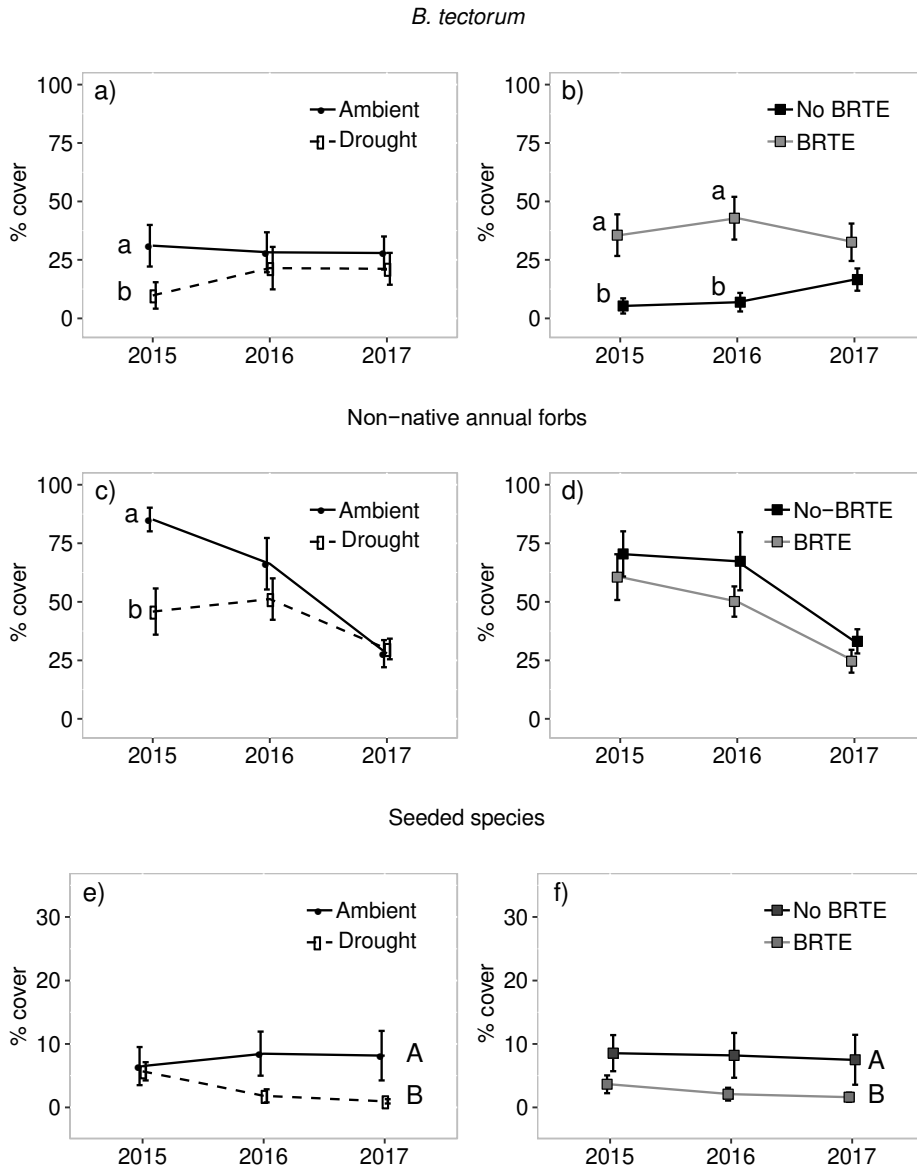 B. tectorum
a)
Ambient
Drought
100
75
50
25
0
% cover
a
b
2015 2016 2017
b)
No BRTE
BRTE
100
75
50
25
0
% cover
a
a
b
b
2015 2016 2017
Non−native annual forbs
c)
Ambient
Drought
100
75
50
25
0
% cover
a
b
2015 2016 2017
d)
No−BRTE
BRTE
100
75
50
25
0
% cover
2015 2016 2017
Seeded species
e)
Ambient
Drought
30
20
10
0
% cover
A
B
2015 2016 2017
f)
No BRTE
BRTE
30
20
10
0
% cover
A
B
2015 2016 2017